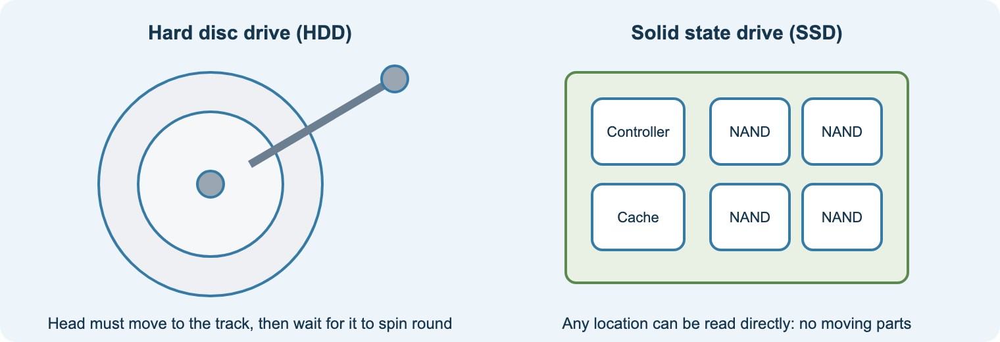 Hard disc drive (HDD)
Head must move to the track, then wait for it to spin round
Solid state drive (SSD)
Controller
NAND
NAND
Cache
NAND
NAND
Any location can be read directly: no moving parts